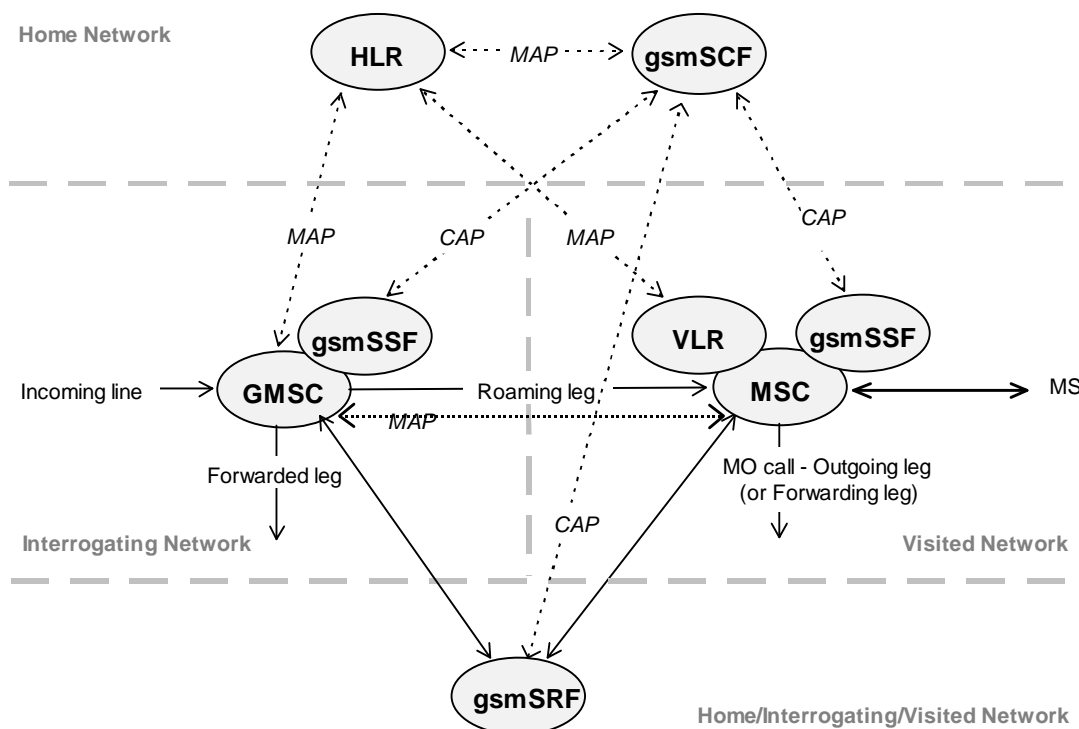 Home Network
HLR
MAP
gsmSCF
MAP
CAP
MAP
CAP
gsmSSF
VLR
gsmSSF
Incoming line
GMSC
Roaming leg
MSC
MS
MAP
Forwarded leg
MO call - Outgoing leg
(or Forwarding leg)
CAP
Interrogating Network
Visited Network
gsmSRF
Home/Interrogating/Visited Network